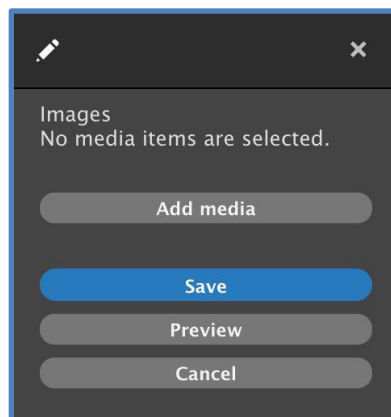 Images
No media items are selected.
Add media
Save
Preview
Cancel